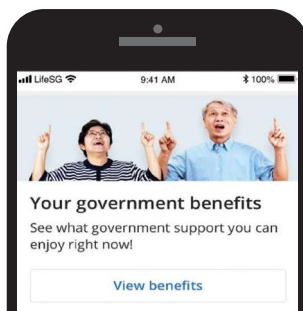 LifeSG 9:41 AM 100%
Your government benefits
See what government support you can
enjoy right now!
View benefits